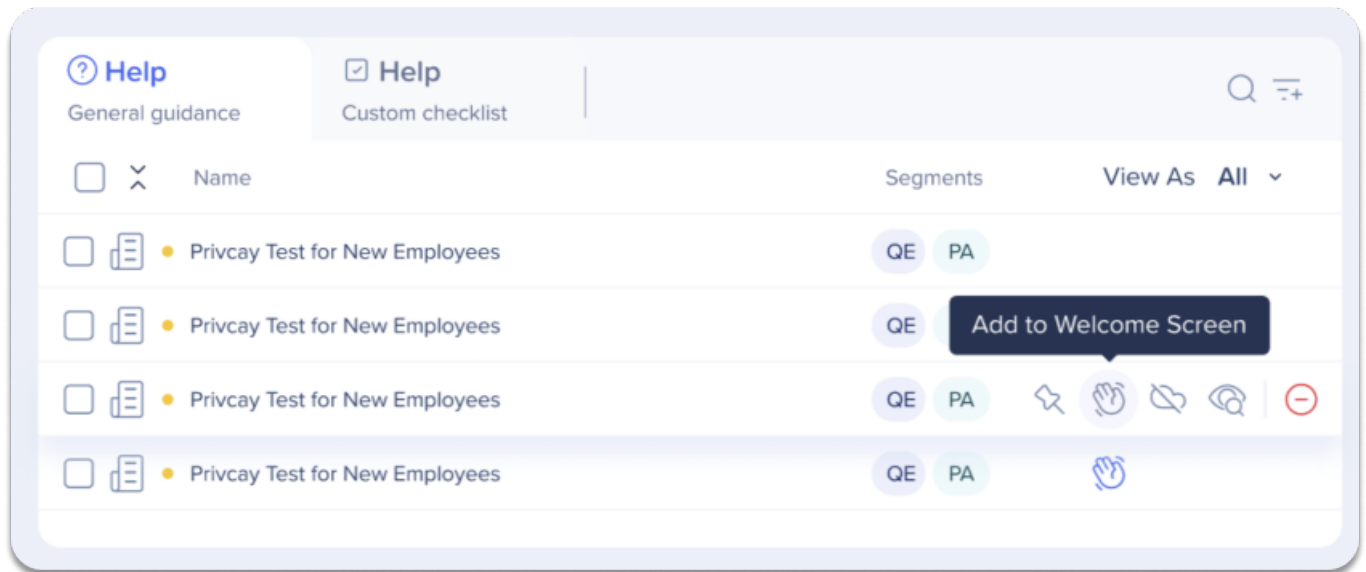 Help
General guidance
Help
Custom checklist
Name
Segments
View As All
Privcay Test for New Employees
QE PA
Privcay Test for New Employees
QE
Add to Welcome Screen
Privcay Test for New Employees
QE PA
Privcay Test for New Employees
QE PA